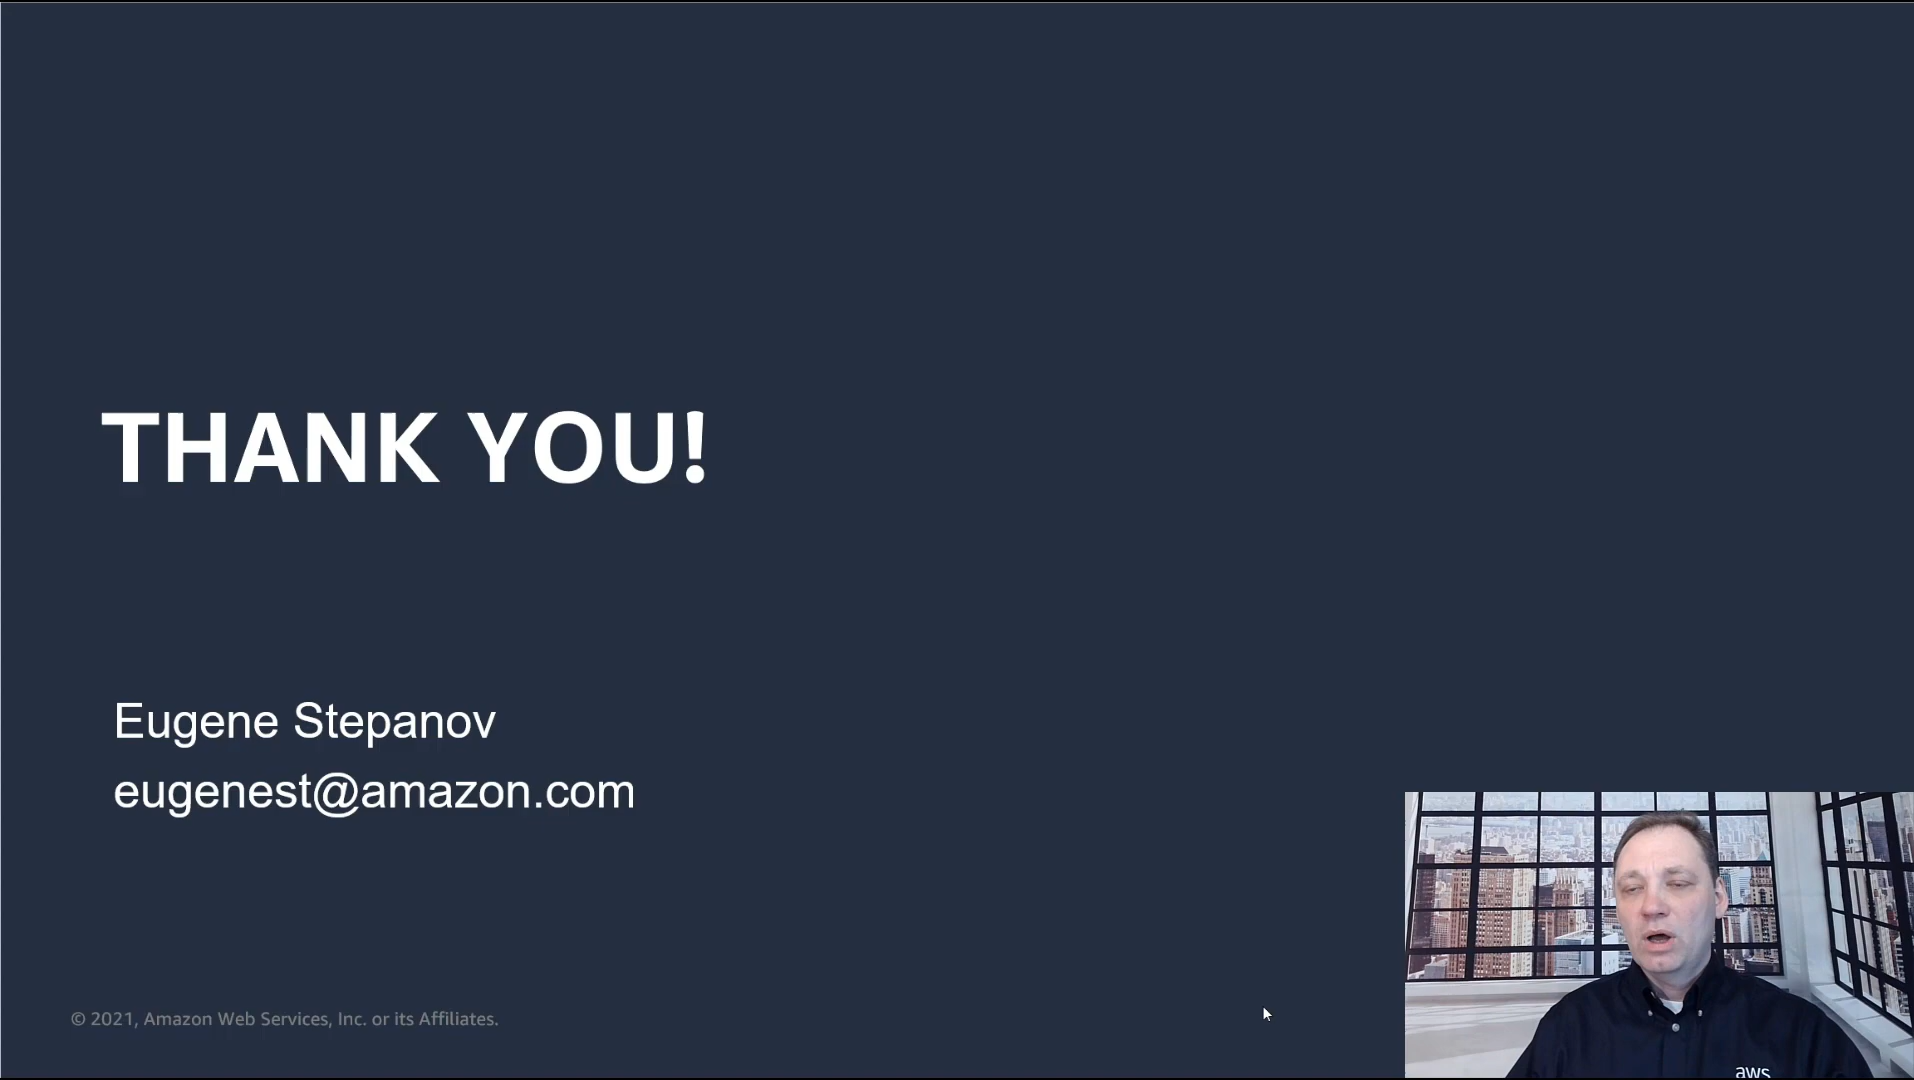 THANK YOU!
Eugene Stepanov
eugenest@amazon.com
© 2021, Amazon Web Services, Inc. or its Affiliates.
aws